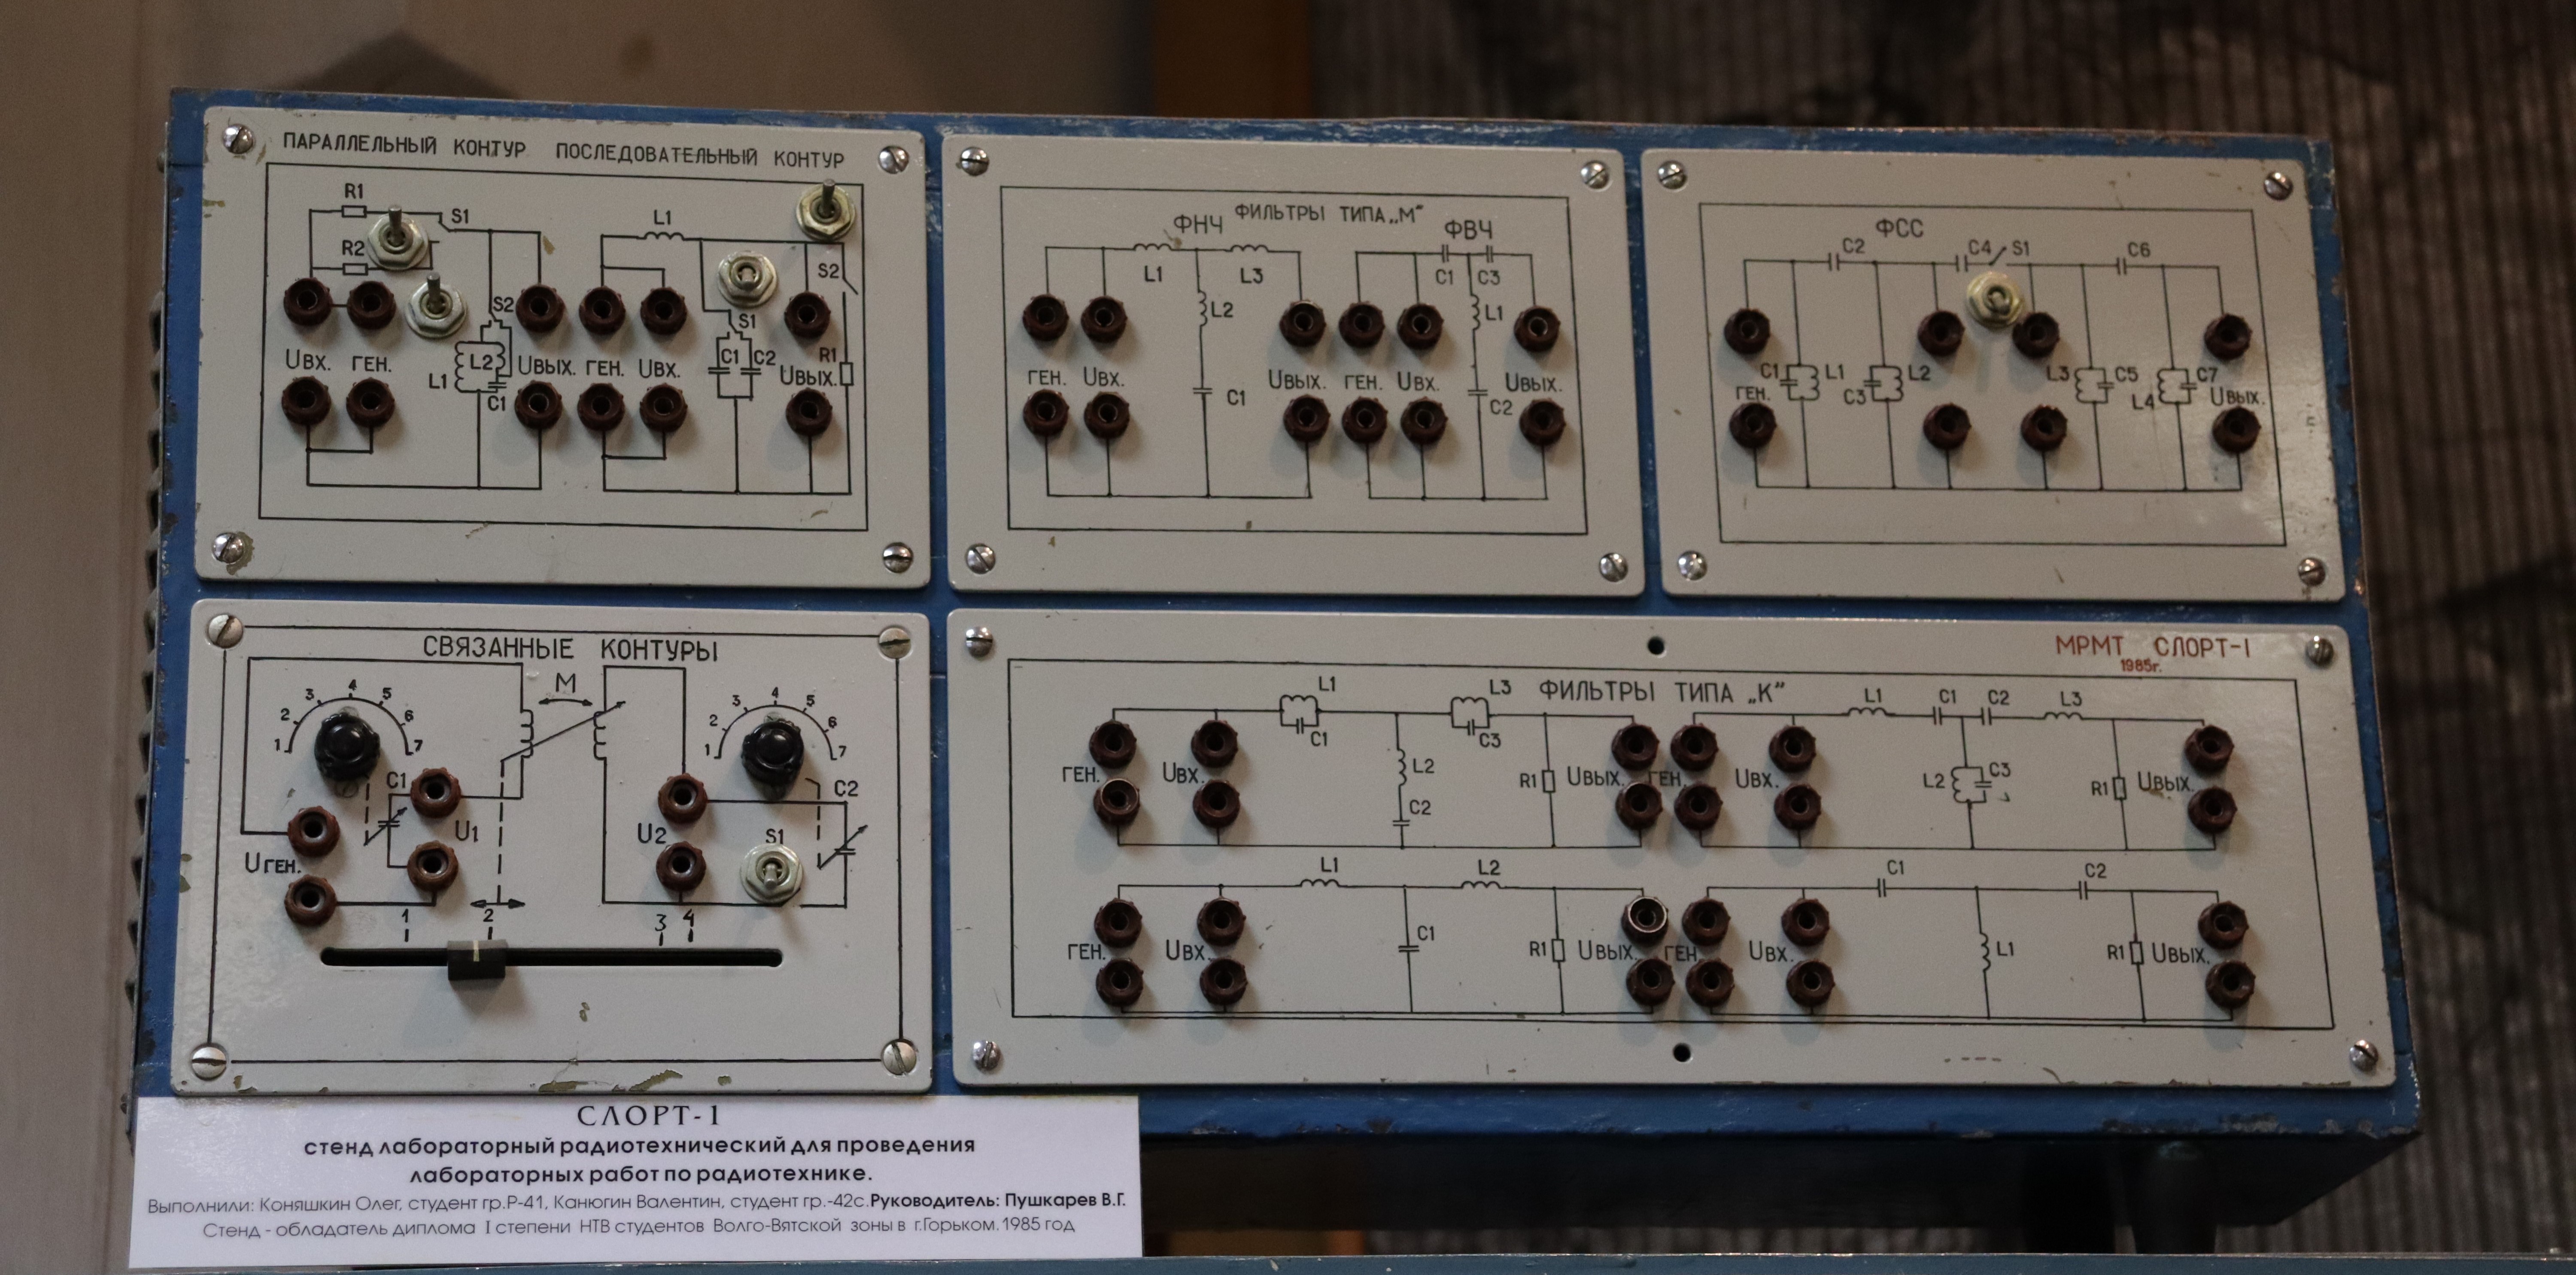 ПАРАЛЛЕЛЬНЫЙ КОНТУР ПОСЛЕДОВАТЕЛЬНЫЙ КОНТУР
R1
S1
R2
S2
UВХ. ГЕН.
L1
L2
C1
UВЫХ.
L1
S2
S1
ГЕН. UВХ.
C1 C2
R1
UВЫХ.
ФИЛЬТРЫ ТИПА „М"
ФНЧ
ФВЧ
L1 L3
L2
C1
ГЕН. UВХ.
UВЫХ.
C1 C3
L1
C2
ГЕН. UВХ.
UВЫХ.
ФСС
C2 C4 S1 C6
C1 L1
C3 L2
L3 C5
L4 C7
ГЕН.
UВЫХ.
СВЯЗАННЫЕ КОНТУРЫ
M
1 2 3 4 5 6 7
1 2 3 4 5 6 7
C1
C2
U1
U2
S1
UГЕН.
1 2 3 4
МРМТ СЛОРТ-I
1985г.
ФИЛЬТРЫ ТИПА „К"
L1 L3
C1 C3
L2
C2
ГЕН. UВХ.
R1 UВЫХ.
L1 C1 C2 L3
L2 C3
ГЕН. UВХ.
R1 UВЫХ.
L1 L2
C1
ГЕН. UВХ.
R1 UВЫХ.
C1 C2
L1
ГЕН. UВХ.
R1 UВЫХ.
СЛОРТ-1
стенд лабораторный радиотехнический для проведения
лабораторных работ по радиотехнике.
Выполнили: Коняшкин Олег, студент гр.Р-41, Канюгин Валентин, студент гр.-42с.Руководитель: Пушкарев В.Г.
Стенд - обладатель диплома I степени НТВ студентов Волго-Вятской зоны в г.Горьком. 1985 год